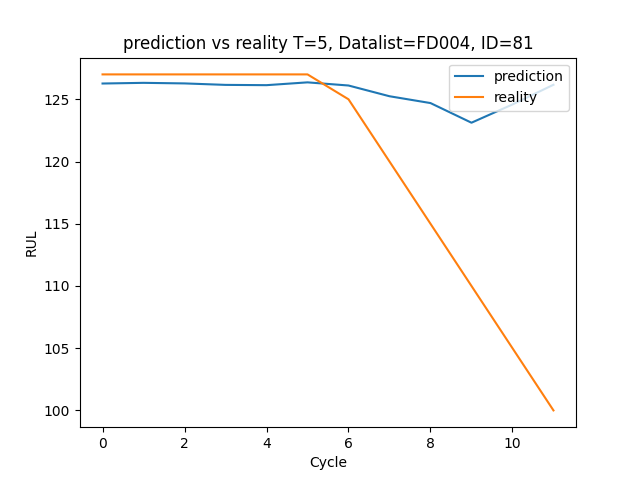 prediction vs reality T=5, Datalist=FD004, ID=81
prediction
reality
125
120
115
110
105
100
RUL
0 2 4 6 8 10
Cycle